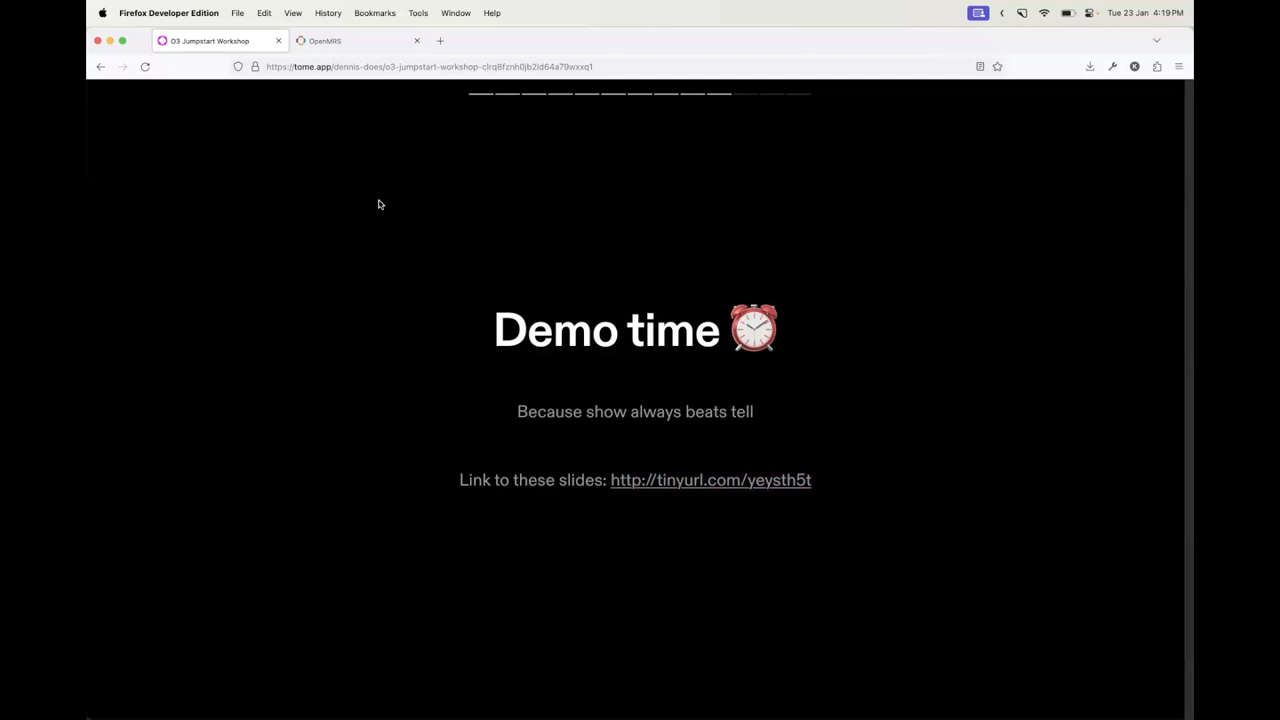 Firefox Developer Edition File Edit View History Bookmarks Tools Window Help Tue 23 Jan 4:19 PM
O3 Jumpstart Workshop OpenMRS
https://tome.app/dennis-does/o3-jumpstart-workshop-clrq8fznh0jb2ld64a79wxxq1
Demo time
Because show always beats tell
Link to these slides: http://tinyurl.com/yeysth5t